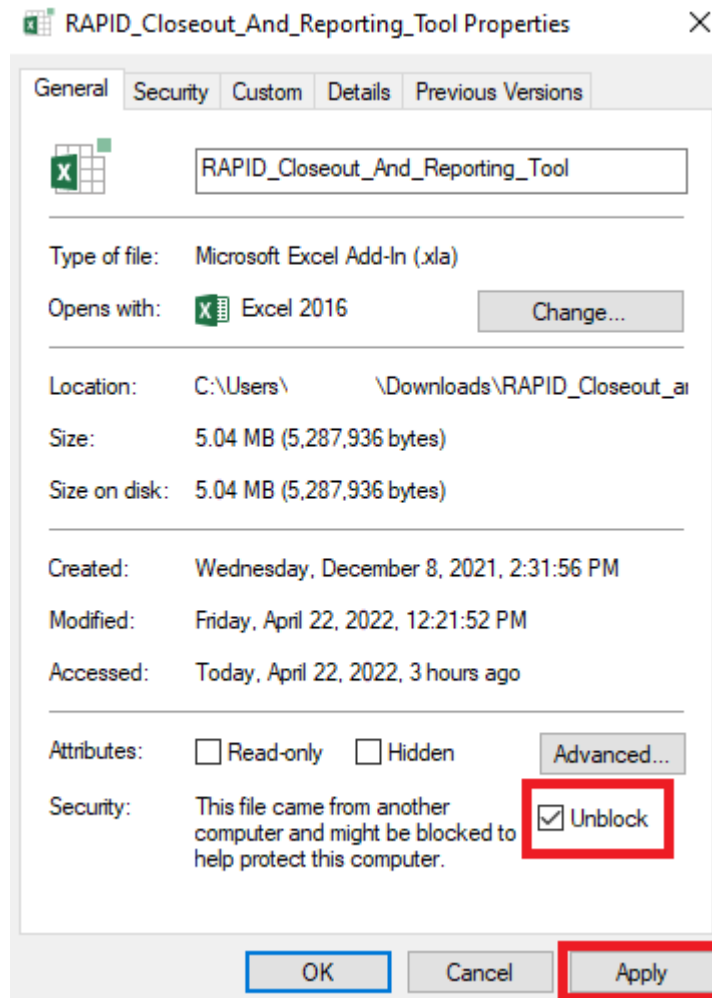 RAPID_Closeout_And_Reporting_Tool Properties
General Security Custom Details Previous Versions
RAPID_Closeout_And_Reporting_Tool
Type of file: Microsoft Excel Add-In (.xla)
Opens with: Excel 2016 Change...
Location: C:\Users\ \Downloads\RAPID_Closeout_ar
Size: 5.04 MB (5,287,936 bytes)
Size on disk: 5.04 MB (5,287,936 bytes)
Created: Wednesday, December 8, 2021, 2:31:56 PM
Modified: Friday, April 22, 2022, 12:21:52 PM
Accessed: Today, April 22, 2022, 3 hours ago
Attributes: Read-only Hidden Advanced...
Security: This file came from another
computer and might be blocked to
help protect this computer.
Unblock
OK Cancel Apply